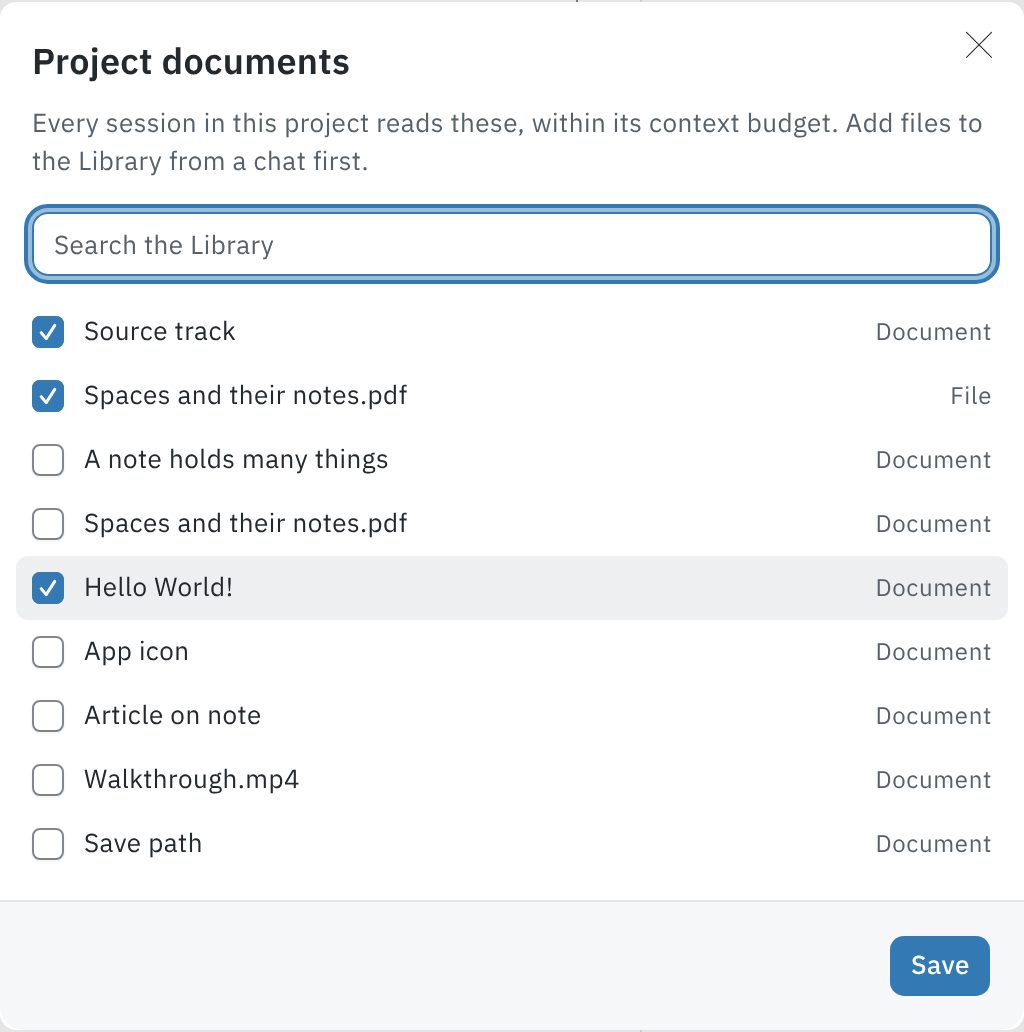 Project documents
Every session in this project reads these, within its context budget. Add files to
the Library from a chat first.
Search the Library
Source track Document
Spaces and their notes.pdf File
A note holds many things Document
Spaces and their notes.pdf Document
Hello World! Document
App icon Document
Article on note Document
Walkthrough.mp4 Document
Save path Document
Save